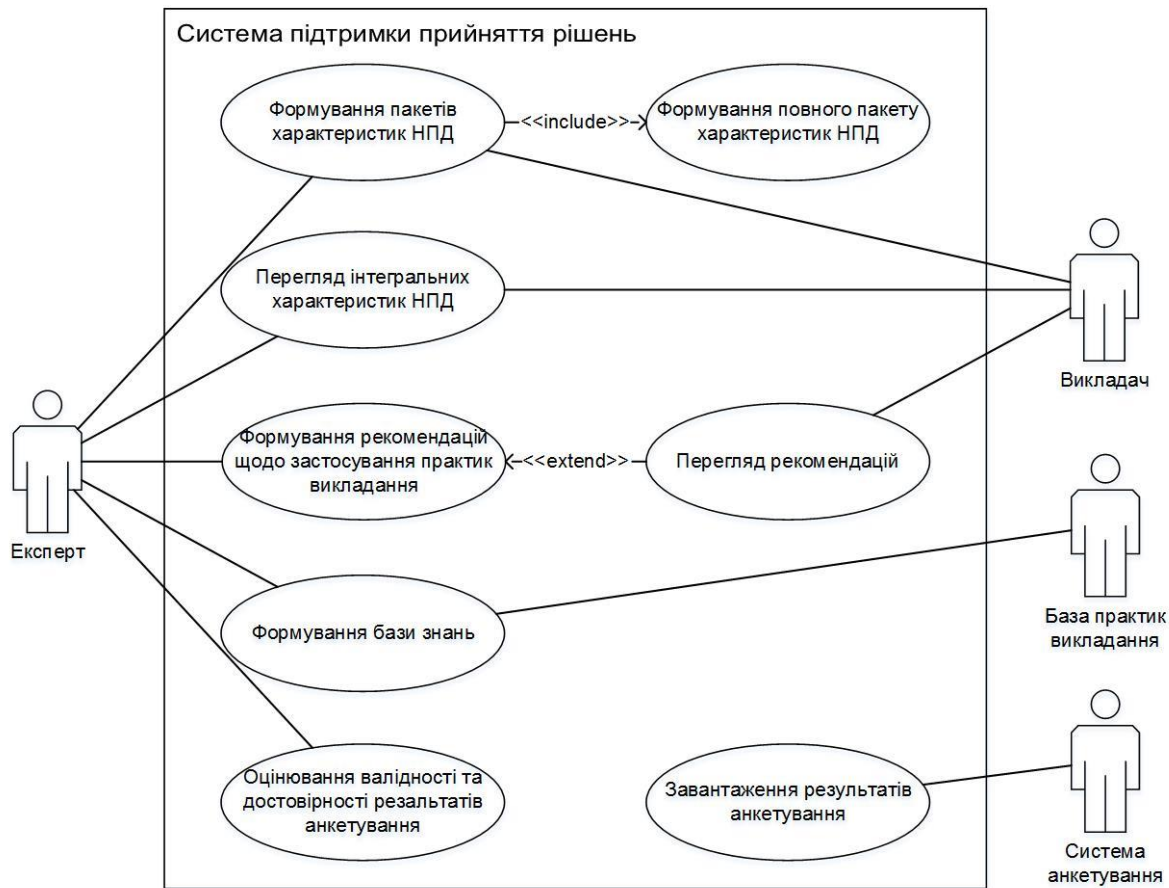 Система підтримки прийняття рішень
Формування пакетів
характеристик НПД
<<include>>
Формування повного пакету
характеристик НПД
Перегляд інтегральних
характеристик НПД
Викладач
Формування рекомендацій
щодо застосування практик
викладання
<<extend>>
Перегляд рекомендацій
Експерт
Формування бази знань
База практик
викладання
Оцінювання валідності та
достовірності резальтатів
анкетування
Завантаження результатів
анкетування
Система
анкетування